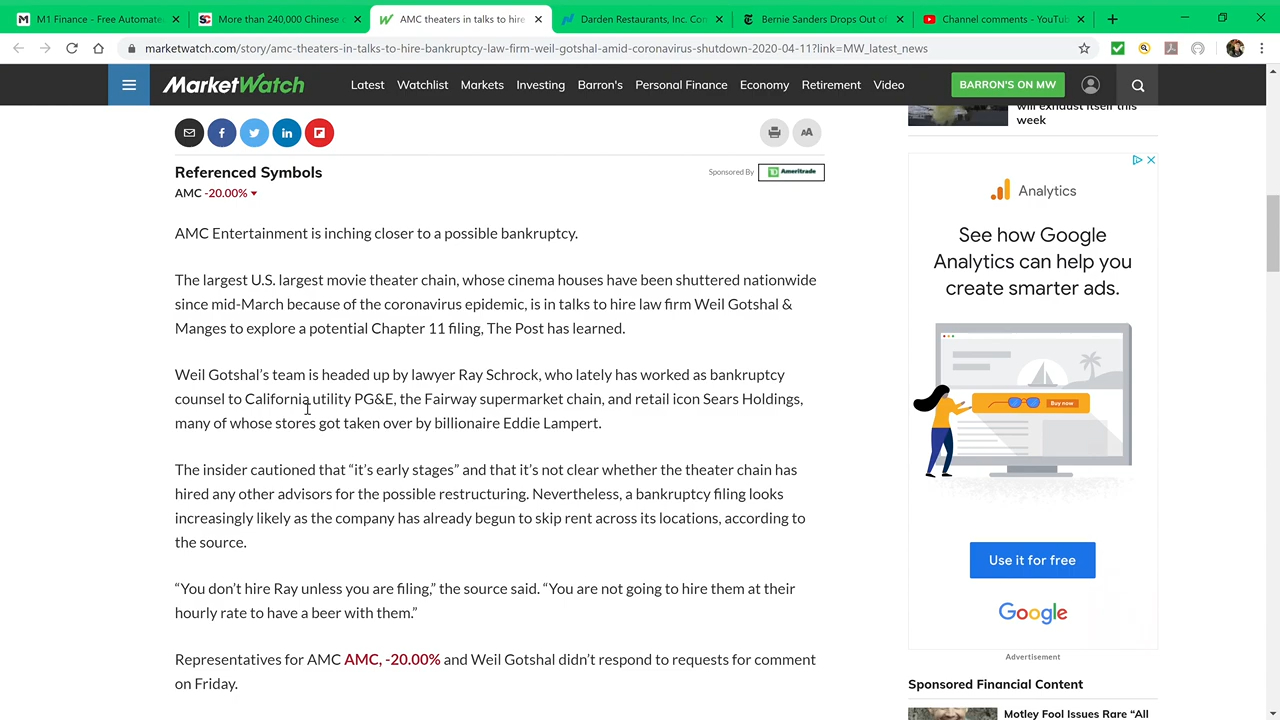 M1 Finance - Free Automate
More than 240,000 Chinese c
AMC theaters in talks to hire
Darden Restaurants, Inc. Con
Bernie Sanders Drops Out of
Channel comments - YouTub
marketwatch.com/story/amc-theaters-in-talks-to-hire-bankruptcy-law-firm-weil-gotshal-amid-coronavirus-shutdown-2020-04-11?link=MW_latest_news
MarketWatch
Latest Watchlist Markets Investing Barron's Personal Finance Economy Retirement Video
BARRON'S ON MW
will exhaust itself this
week
Referenced Symbols
Sponsored By Ameritrade
AMC -20.00%
AMC Entertainment is inching closer to a possible bankruptcy.
The largest U.S. largest movie theater chain, whose cinema houses have been shuttered nationwide
since mid-March because of the coronavirus epidemic, is in talks to hire law firm Weil Gotshal &
Manges to explore a potential Chapter 11 filing, The Post has learned.
Weil Gotshal’s team is headed up by lawyer Ray Schrock, who lately has worked as bankruptcy
counsel to California utility PG&E, the Fairway supermarket chain, and retail icon Sears Holdings,
many of whose stores got taken over by billionaire Eddie Lampert.
The insider cautioned that “it’s early stages” and that it’s not clear whether the theater chain has
hired any other advisors for the possible restructuring. Nevertheless, a bankruptcy filing looks
increasingly likely as the company has already begun to skip rent across its locations, according to
the source.
“You don’t hire Ray unless you are filing,” the source said. “You are not going to hire them at their
hourly rate to have a beer with them.”
Representatives for AMC AMC, -20.00% and Weil Gotshal didn’t respond to requests for comment
on Friday.
Analytics
See how Google
Analytics can help you
create smarter ads.
Buy now
Use it for free
Google
Advertisement
Sponsored Financial Content
Motley Fool Issues Rare “All